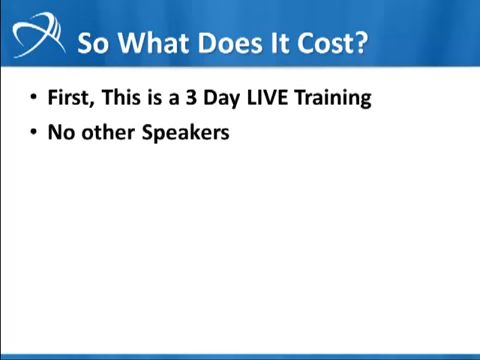 So What Does It Cost?
• First, This is a 3 Day LIVE Training
• No other Speakers